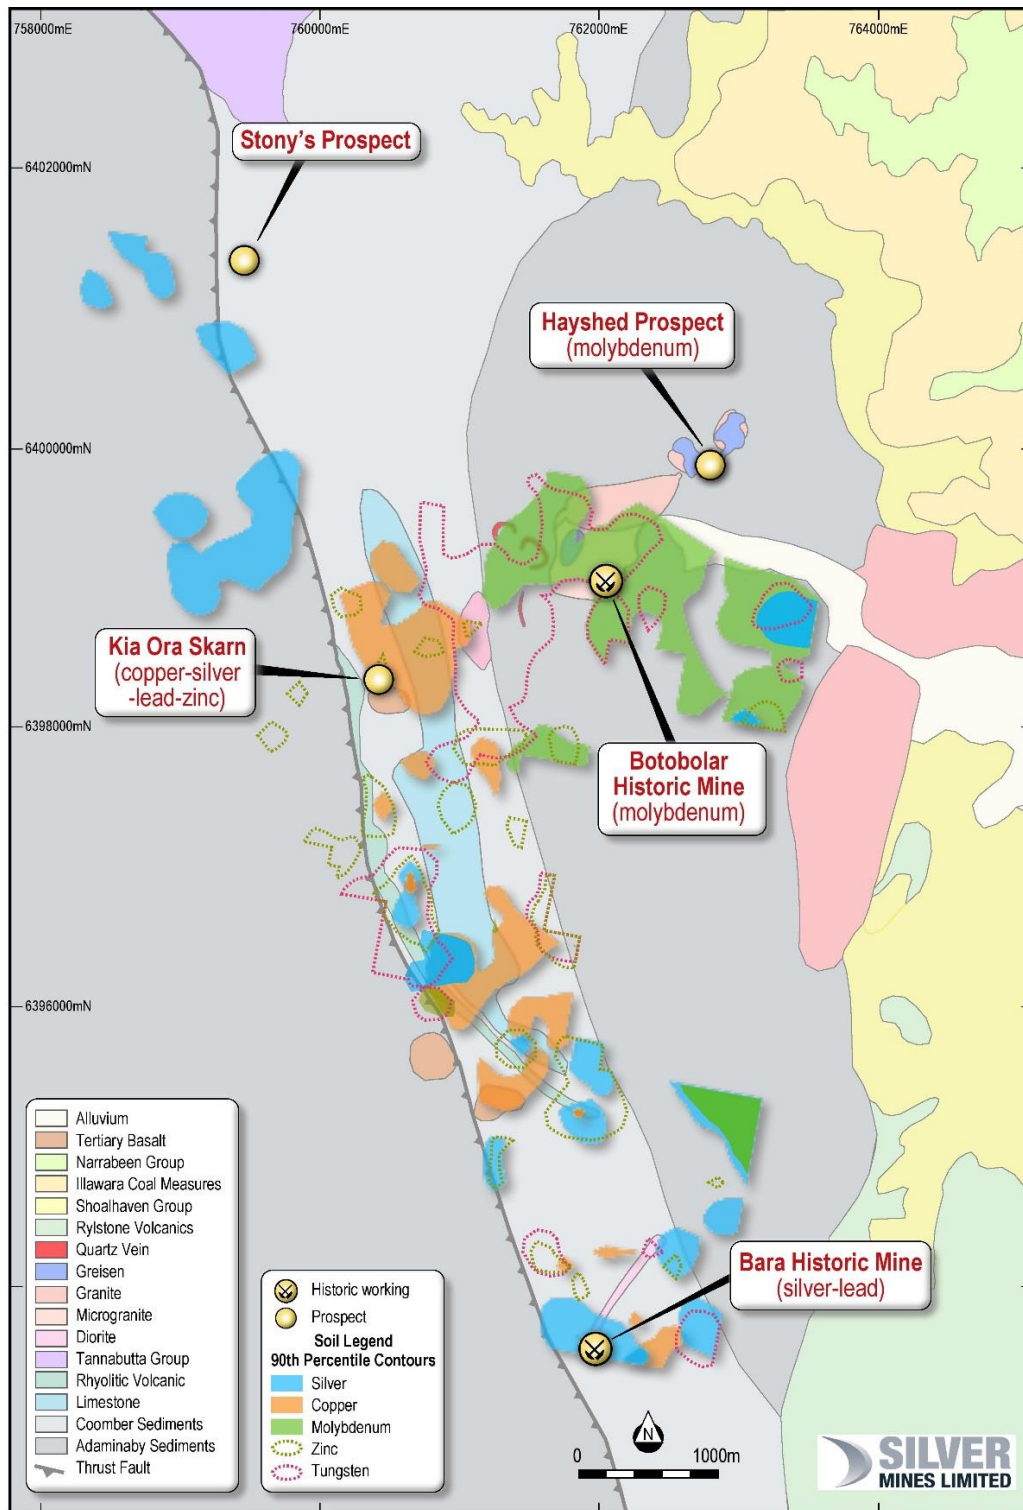 758000mE
760000mE
762000mE
764000mE
Stony's Prospect
6402000mN
Hayshed Prospect
(molybdenum)
6400000mN
Kia Ora Skarn
(copper-silver
-lead-zinc)
6398000mN
Botobolar
Historic Mine
(molybdenum)
6396000mN
Bara Historic Mine
(silver-lead)
Alluvium
Tertiary Basalt
Narrabeen Group
Illawara Coal Measures
Shoalhaven Group
Rylstone Volcanics
Quartz Vein
Greisen
Granite
Microgranite
Diorite
Tannabutta Group
Rhyolitic Volcanic
Limestone
Coomber Sediments
Adaminaby Sediments
Thrust Fault
Historic working
Prospect
Soil Legend
90th Percentile Contours
Silver
Copper
Molybdenum
Zinc
Tungsten
N
0 1000m
SILVER
MINES LIMITED